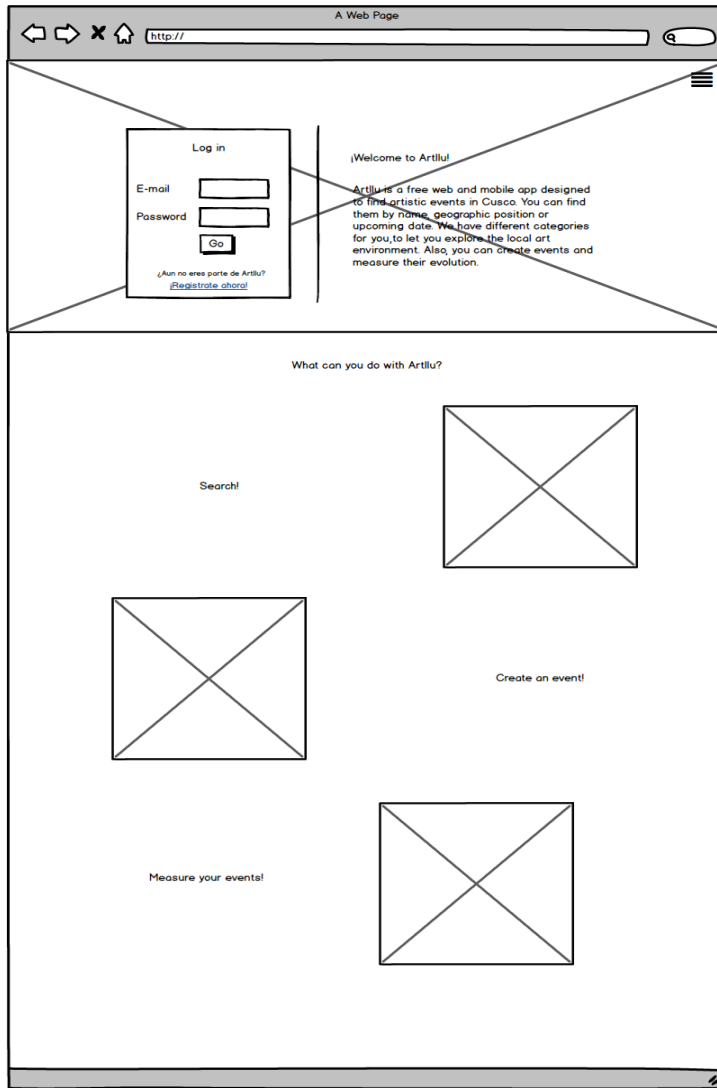 A Web Page
http://
Log in
E-mail
Password
Go
¿Aun no eres parte de Artllu?
¡Registrate ahora!
¡Welcome to Artllu!
Artllu is a free web and mobile app designed
to find artistic events in Cusco. You can find
them by name, geographic position or
upcoming date. We have different categories
for you,to let you explore the local art
environment. Also, you can create events and
measure their evolution.
What can you do with Artllu?
Search!
Create an event!
Measure your events!